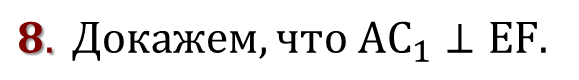 8. Докажем, что AC₁ ⊥ EF.